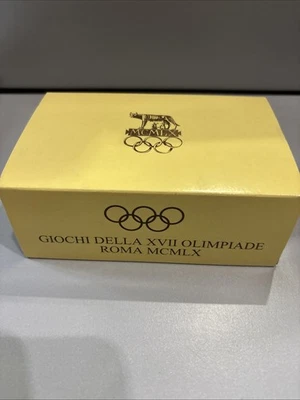 MCMLX
GIOCHI DELLA XVII OLIMPIADE
ROMA MCMLX